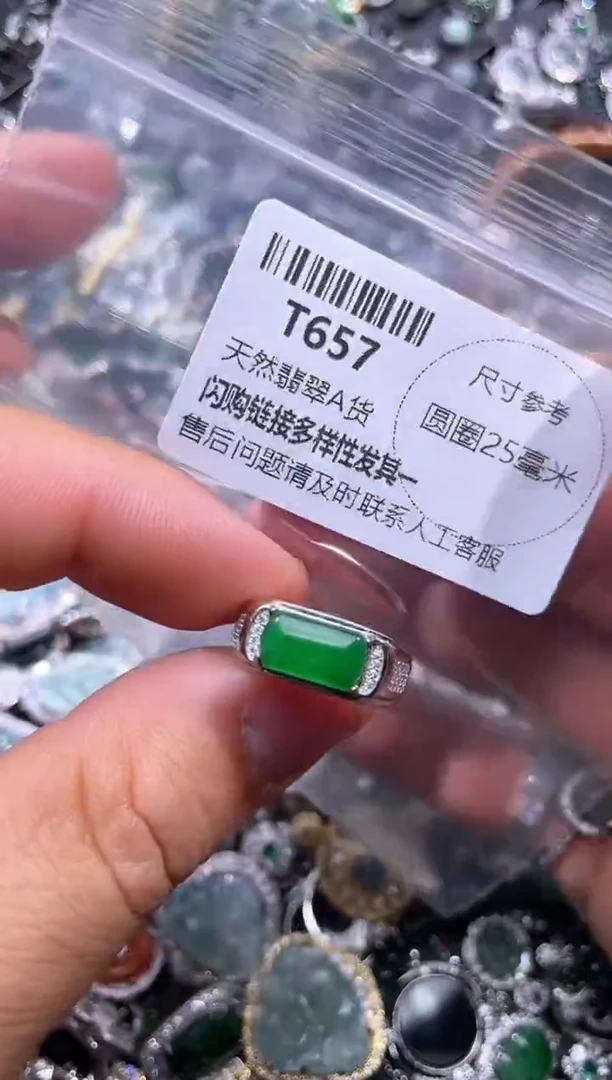 T657
天然翡翠A货
闪购链接多样性发其一
售后问题请及时联系人工客服
尺寸参考
圆圈25毫米